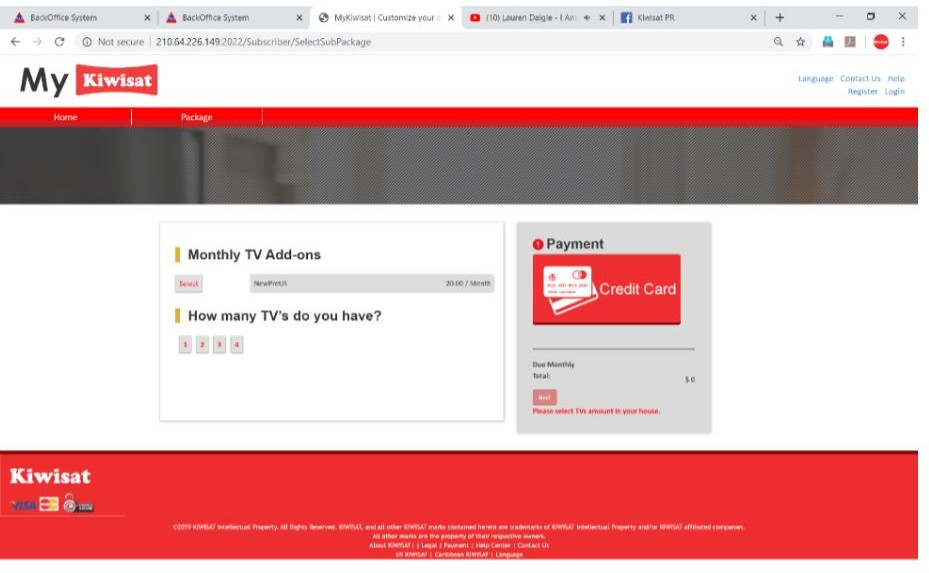 BackOffice System
BackOffice System
MyKiwisat | Customize your c
(10) Lauren Daigle - I Am
Kiwisat PR
Not secure | 210.64.226.149:2022/Subscriber/SelectSubPackage
My Kiwisat
Language Contact Us Help
Register Login
Home Package
Monthly TV Add-ons
Select NewPreUS 20.00 / Month
How many TV's do you have?
1 2 3 4
Payment
Credit Card
Due Monthly
Total:
$ 0
Next
Please select TVs amount in your house.
Kiwisat
VISA
©2019 KIWISAT Intellectual Property. All Rights Reserved. KIWISAT, and all other KIWISAT marks contained herein are trademarks of KIWISAT Intellectual Property and/or KIWISAT affiliated companies.
All other marks are the property of their respective owners.
About KIWISAT | | Legal | Payment | Help Center | Contact Us
US KIWISAT | Caribbean KIWISAT | Language